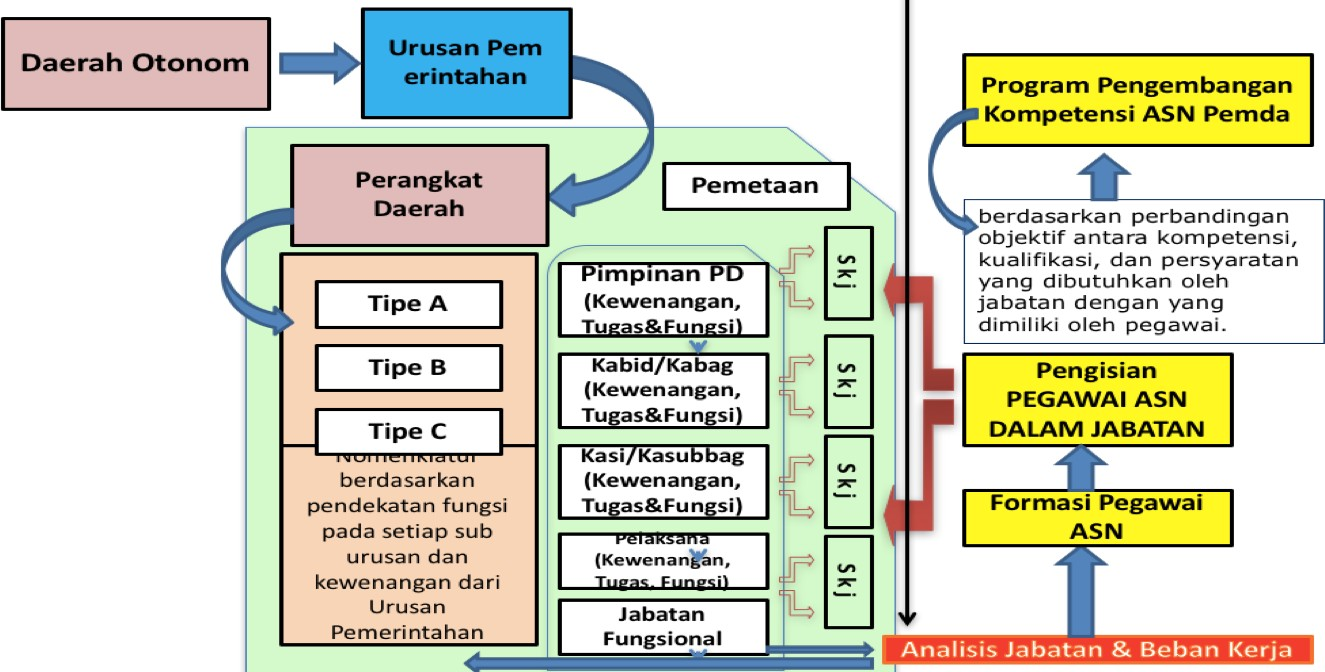 Daerah Otonom
Urusan Pem
erintahan
Perangkat
Daerah
Tipe A
Tipe B
Tipe C
Nomenklatur
berdasarkan
pendekatan fungsi
pada setiap sub
urusan dan
kewenangan dari
Urusan
Pemerintahan
Pemetaan
Pimpinan PD
(Kewenangan,
Tugas&Fungsi)
Kabid/Kabag
(Kewenangan,
Tugas&Fungsi)
Kasi/Kasubbag
(Kewenangan,
Tugas&Fungsi)
Pelaksana
(Kewenangan,
Tugas, Fungsi)
Jabatan
Fungsional
Skj
Skj
Skj
Skj
Program Pengembangan
Kompetensi ASN Pemda
berdasarkan perbandingan
objektif antara kompetensi,
kualifikasi, dan persyaratan
yang dibutuhkan oleh
jabatan dengan yang
dimiliki oleh pegawai.
Pengisian
PEGAWAI ASN
DALAM JABATAN
Formasi Pegawai
ASN
Analisis Jabatan & Beban Kerja